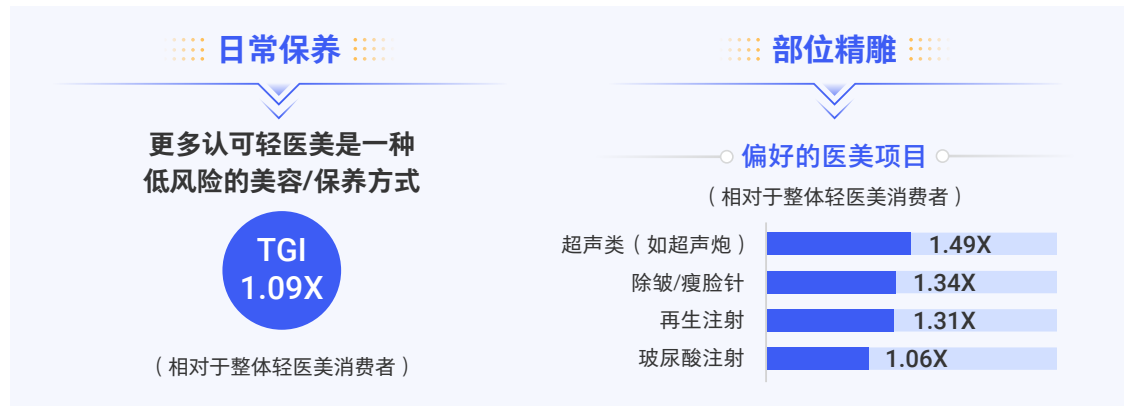 日常保养
更多认可轻医美是一种
低风险的美容/保养方式
TGI
1.09X
（相对于整体轻医美消费者）
部位精雕
偏好的医美项目
（相对于整体轻医美消费者）
超声类（如超声炮） 1.49X
除皱/瘦脸针 1.34X
再生注射 1.31X
玻尿酸注射 1.06X